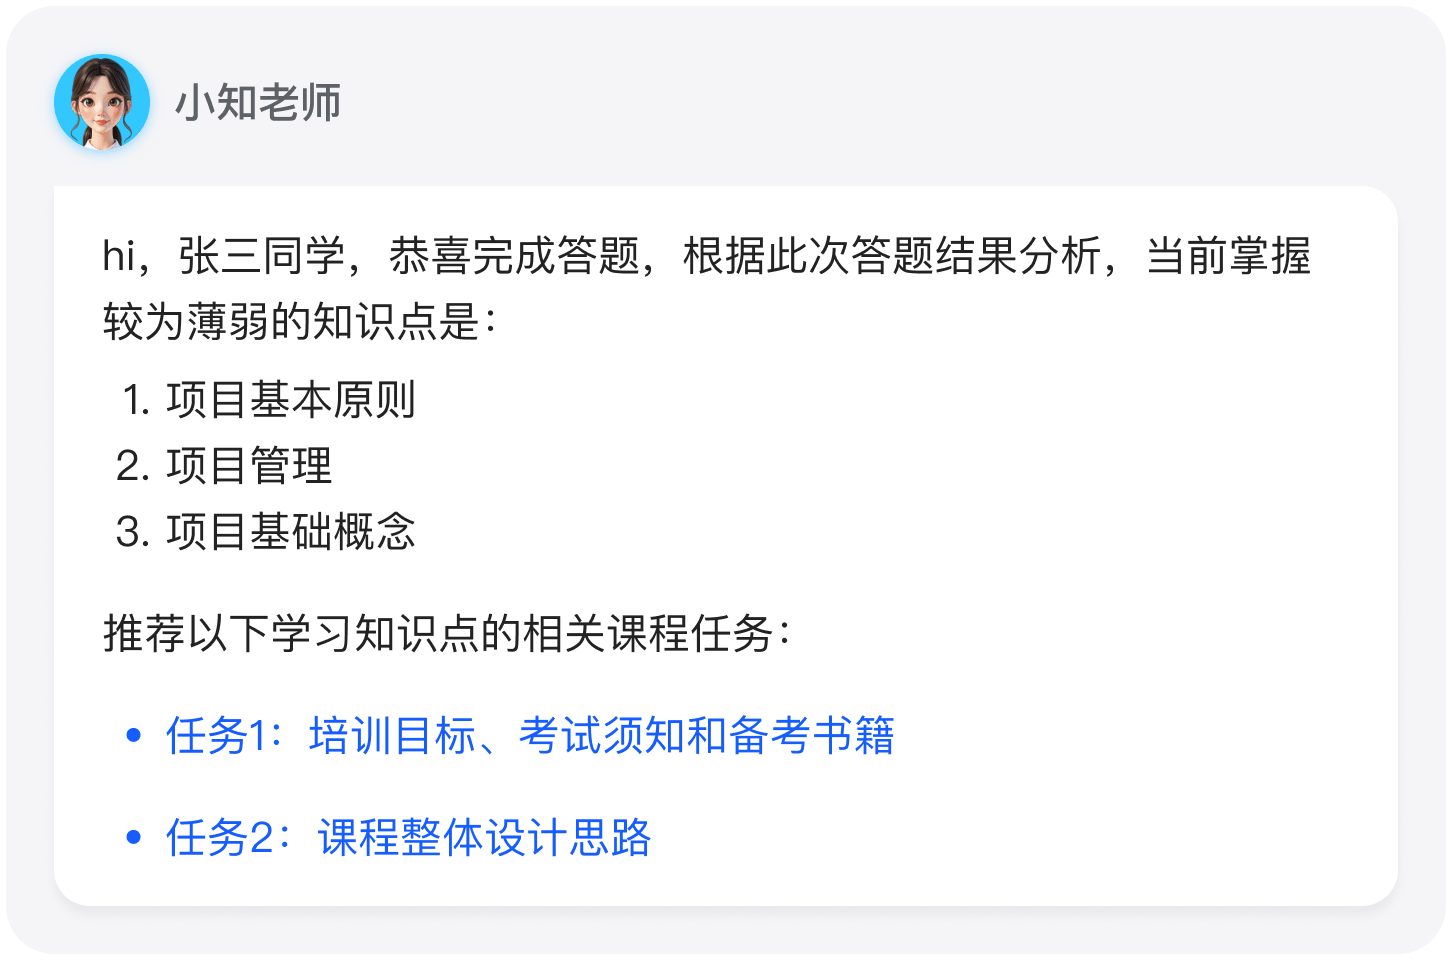 小知老师
hi，张三同学，恭喜完成答题，根据此次答题结果分析，当前掌握
较为薄弱的知识点是：
1. 项目基本原则
2. 项目管理
3. 项目基础概念
推荐以下学习知识点的相关课程任务：
• 任务1：培训目标、考试须知和备考书籍
• 任务2：课程整体设计思路